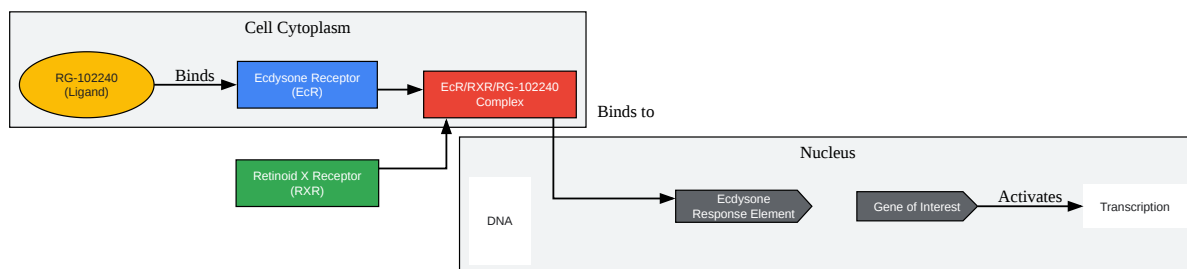 Cell Cytoplasm
RG-102240
(Ligand)
Binds
Ecdysone Receptor
(EcR)
EcR/RXR/RG-102240
Complex
Binds to
Retinoid X Receptor
(RXR)
Nucleus
DNA
Ecdysone
Response Element
Gene of Interest
Activates
Transcription